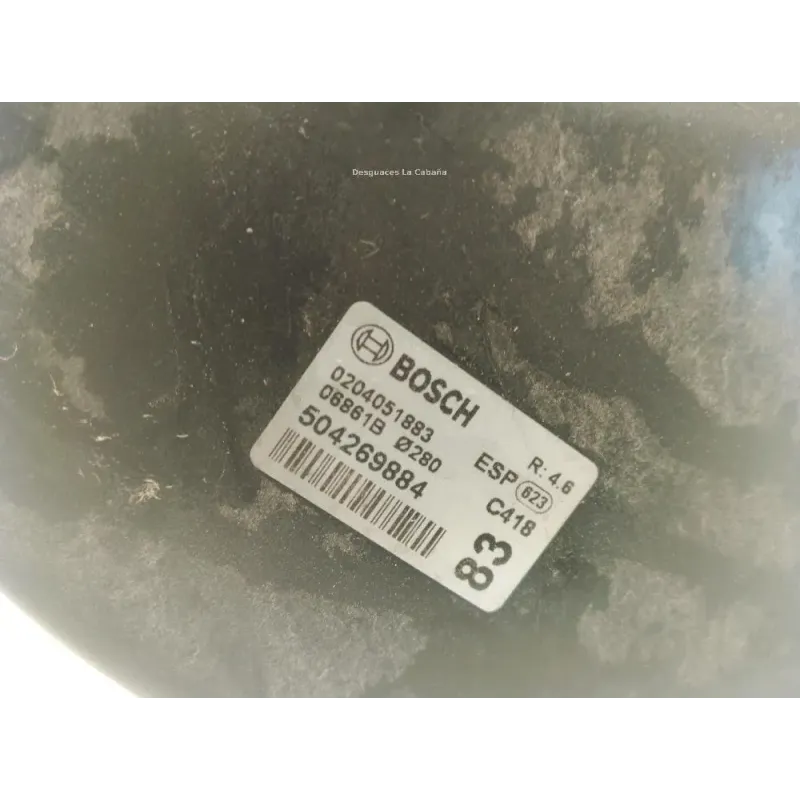 Desguaces La Cabaña
BOSCH
0204051883
06861B Ø280
504269884
R: 4.6
ESP 623
C418
83